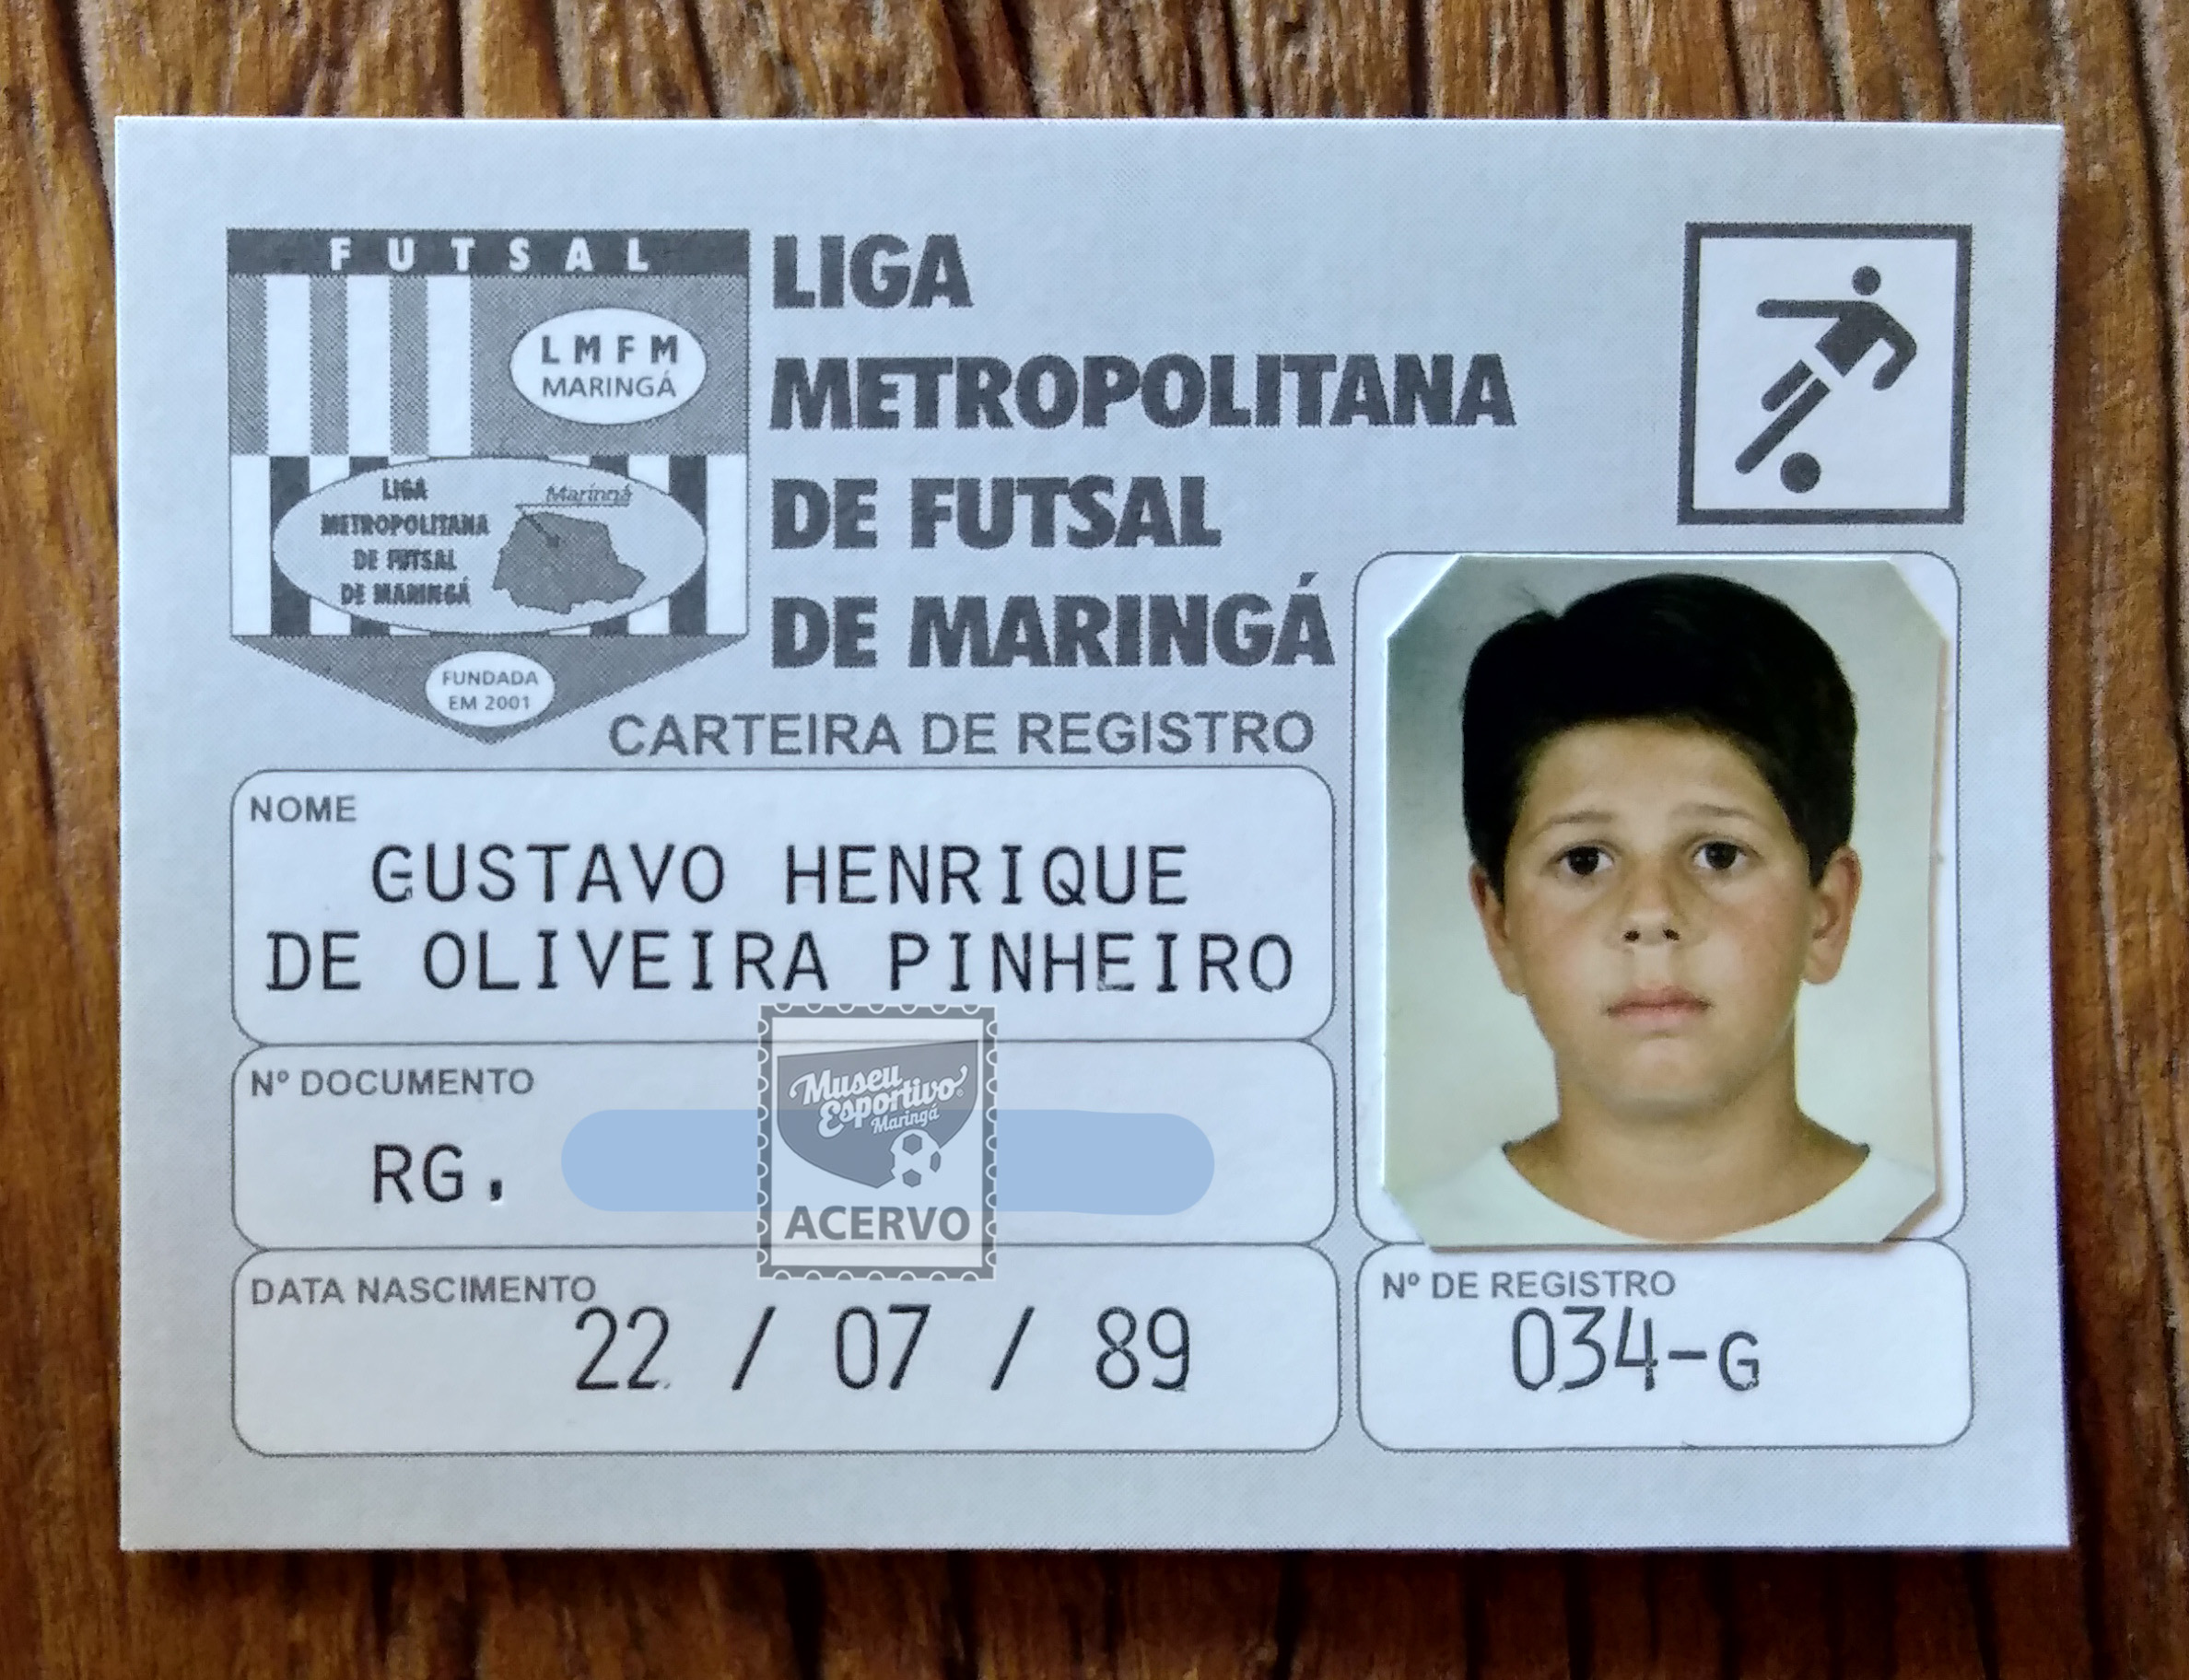 FUTSAL
LMFM
MARINGÁ
LIGA
METROPOLITANA
DE FUTSAL
DE MARINGÁ
Maringá
FUNDADA
EM 2001
LIGA
METROPOLITANA
DE FUTSAL
DE MARINGÁ
CARTEIRA DE REGISTRO
NOME
GUSTAVO HENRIQUE
DE OLIVEIRA PINHEIRO
Nº DOCUMENTO
RG.
Museu
Esportivo
Maringá
ACERVO
DATA NASCIMENTO
22 / 07 / 89
Nº DE REGISTRO
034-G